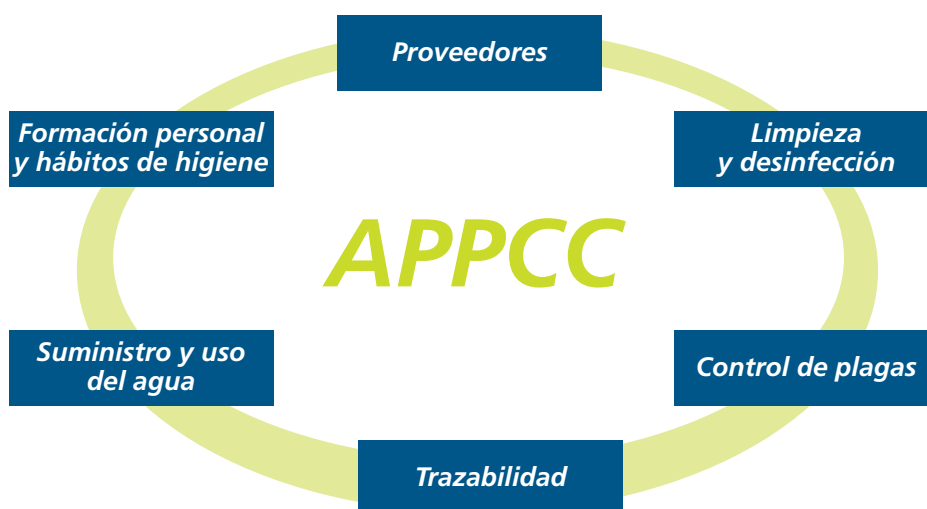 Proveedores
Formación personal
y hábitos de higiene
Limpieza
y desinfección
APPCC
Suministro y uso
del agua
Control de plagas
Trazabilidad